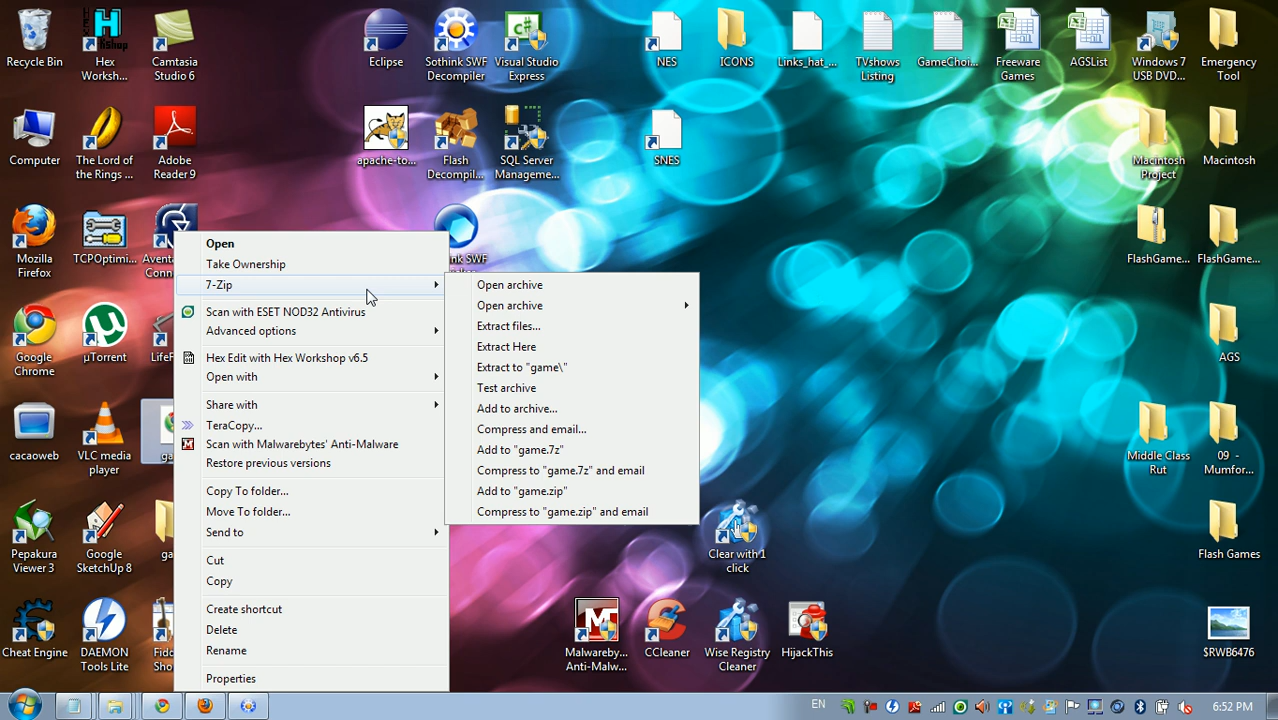 Recycle Bin
Hex
Worksh...
Camtasia
Studio 6
Eclipse
Sothink SWF
Decompiler
Visual Studio
Express
NES
ICONS
Links_hat_...
TVshows
Listing
GameChoi...
Freeware
Games
AGSList
Windows 7
USB DVD...
Emergency
Tool
Computer
The Lord of
the Rings ...
Adobe
Reader 9
apache-to...
Flash
Decompil...
SQL Server
Manageme...
SNES
Macintosh
Project
Macintosh
Mozilla
Firefox
TCPOptimi...
Aventa
Conn
nk SWF
FlashGame...
FlashGame...
Google
Chrome
µTorrent
LifeF
AGS
cacaoweb
VLC media
player
ga
Middle Class
Rut
09 -
Mumfor...
Pepakura
Viewer 3
Google
SketchUp 8
ga
Clear with 1
click
Flash Games
Cheat Engine
DAEMON
Tools Lite
Fidd
Sho
Malwareby...
Anti-Malw...
CCleaner
Wise Registry
Cleaner
HijackThis
$RWB6476
Open
Take Ownership
7-Zip
Scan with ESET NOD32 Antivirus
Advanced options
Hex Edit with Hex Workshop v6.5
Open with
Share with
TeraCopy...
Scan with Malwarebytes' Anti-Malware
Restore previous versions
Copy To folder...
Move To folder...
Send to
Cut
Copy
Create shortcut
Delete
Rename
Properties
Open archive
Open archive
Extract files...
Extract Here
Extract to "game\"
Test archive
Add to archive...
Compress and email...
Add to "game.7z"
Compress to "game.7z" and email
Add to "game.zip"
Compress to "game.zip" and email
EN
6:52 PM